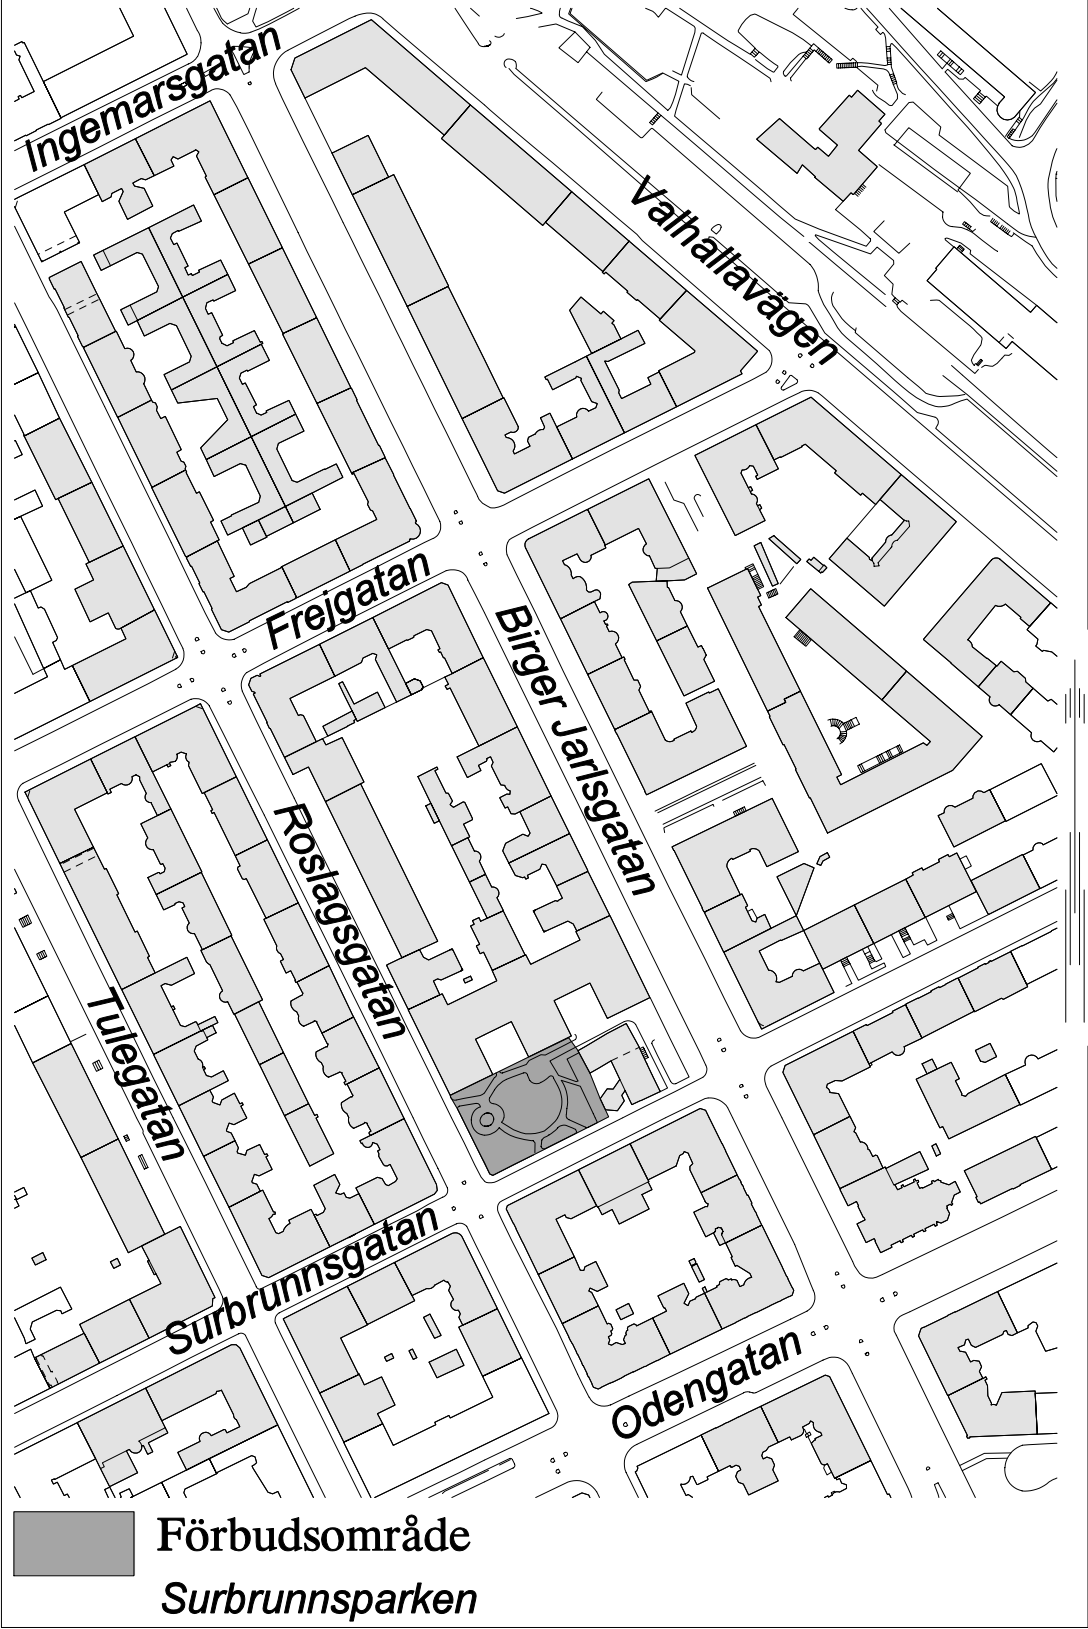 Ingemarsgatan
Valhallavägen
Frejgatan
Birger Jarlsgatan
Roslagsgatan
Tulegatan
Surbrunnsgatan
Odengatan
Förbudsområde
Surbrunnsparken